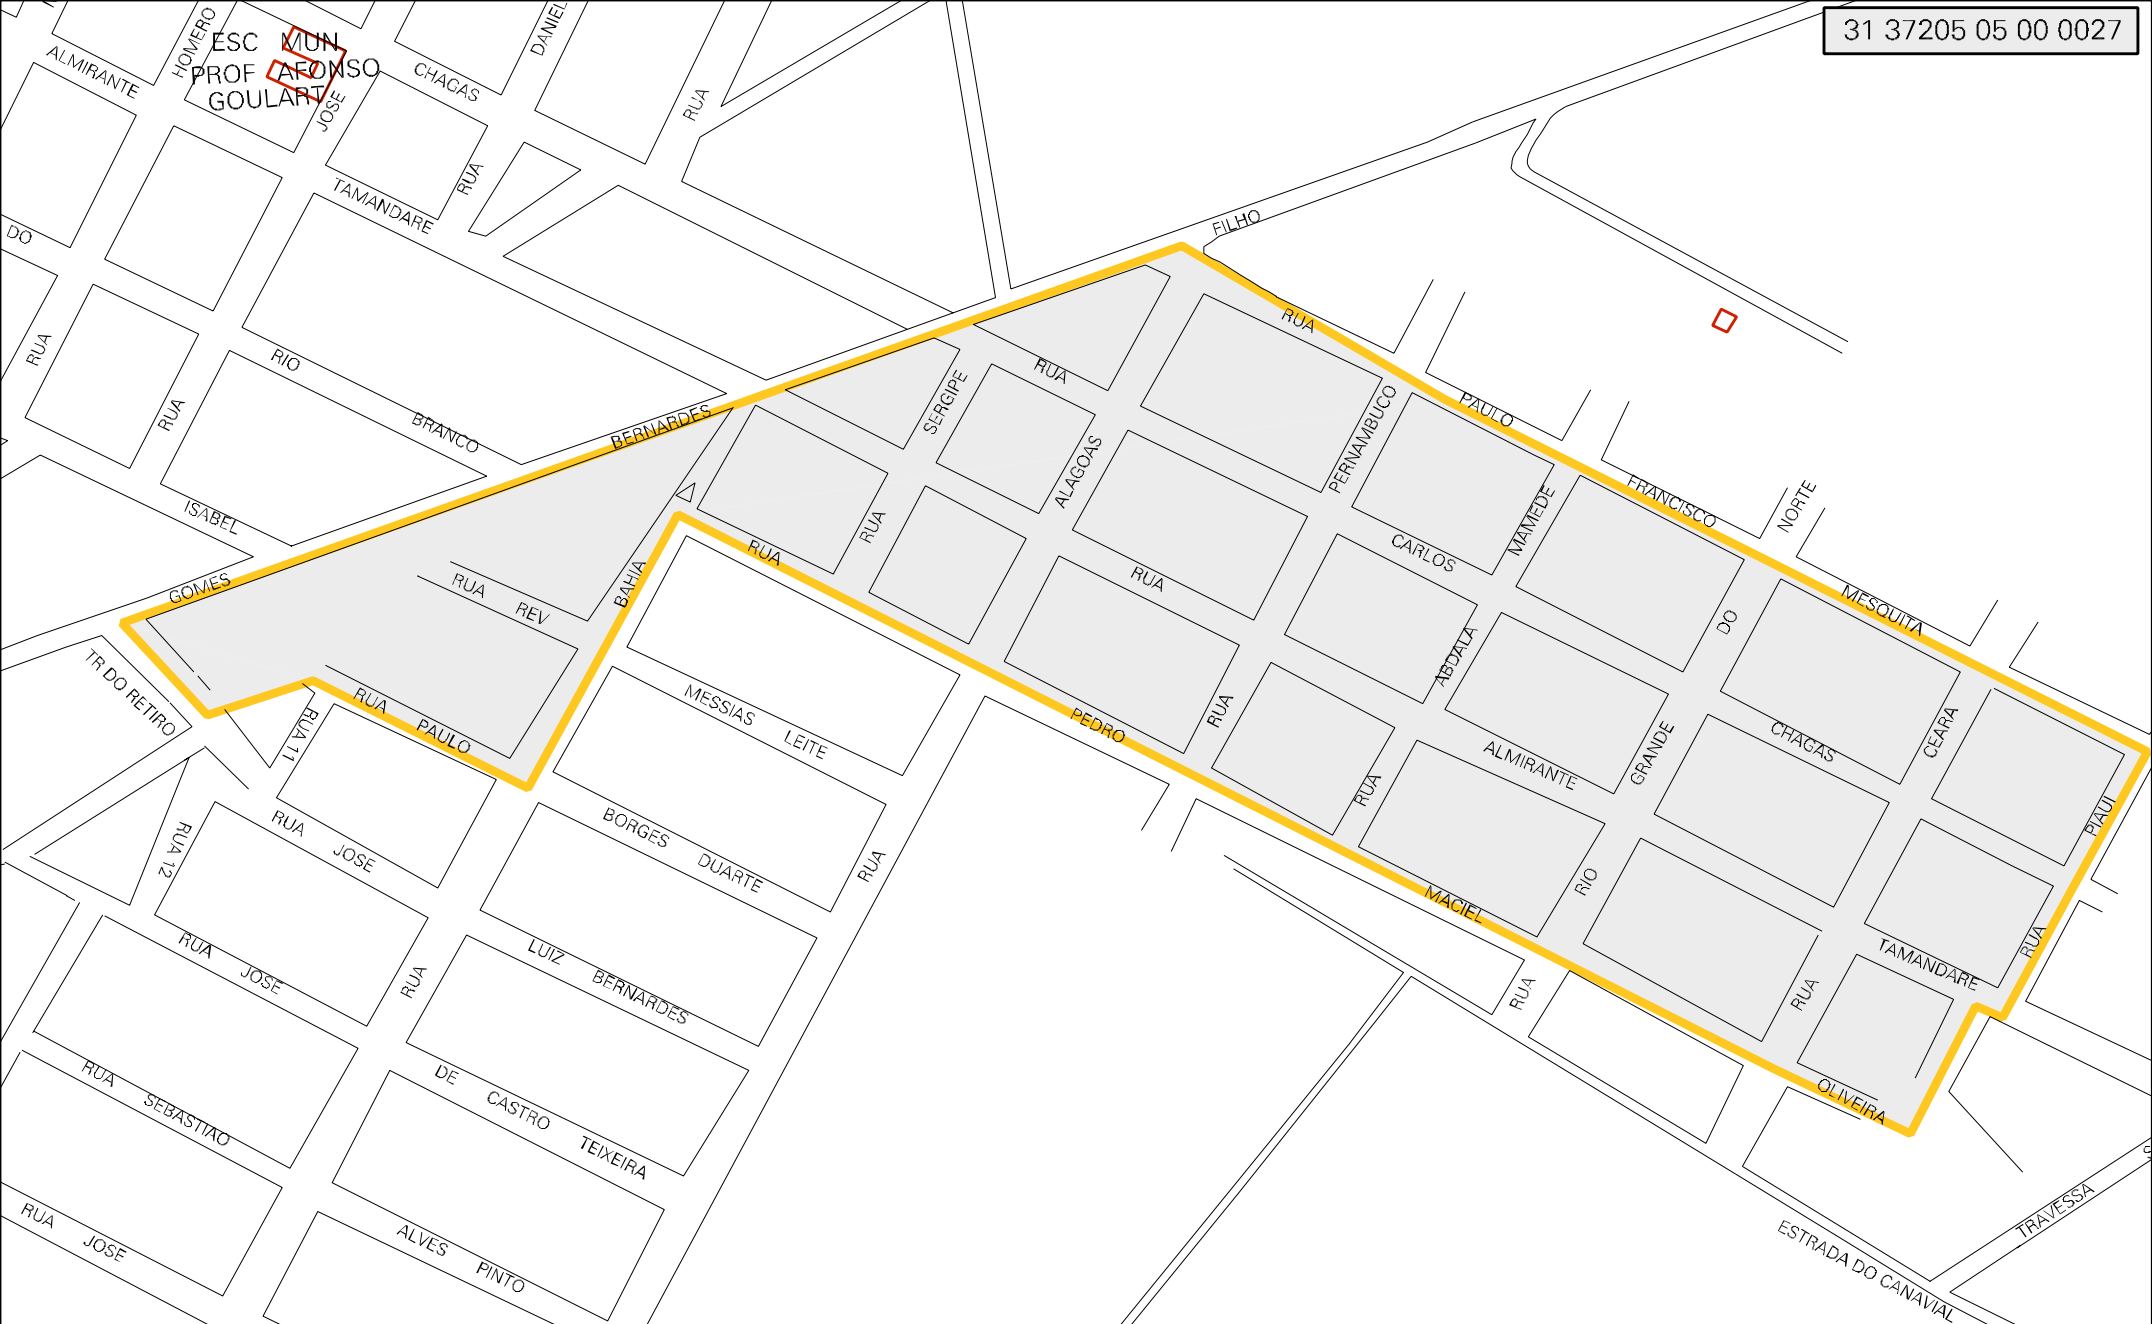 31 37205 05 00 0027
ESC MUN
PROF AFONSO
GOULART
HOMERO
ALMIRANTE
JOSE
CHAGAS
DANIEL
RUA
RUA
TAMANDARE
DO
RUA
RIO
RUA
BRANCO
ISABEL
FILHO
BERNARDES
GOMES
RUA
PAULO
FRANCISCO
NORTE
MESQUITA
RUA
SERGIPE
ALAGOAS
PERNAMBUCO
MAMEDE
CARLOS
RUA
RUA
RUA
BAHIA
RUA REV
DO
ABDALA
RUA
GRANDE
CHAGAS
CEARA
PIAUI
ALMIRANTE
RUA
PEDRO
RUA PAULO
TR DO RETIRO
RUA 11
MESSIAS LEITE
RUA 12
RUA JOSE
BORGES DUARTE
RUA
MACIEL
RIO
RUA
TAMANDARE
RUA
RUA
OLIVEIRA
RUA JOSE
RUA
LUIZ BERNARDES
RUA SEBASTIAO
DE CASTRO TEIXEIRA
RUA JOSE
ALVES PINTO
TRAVESSA
ESTRADA DO CANAVIAL